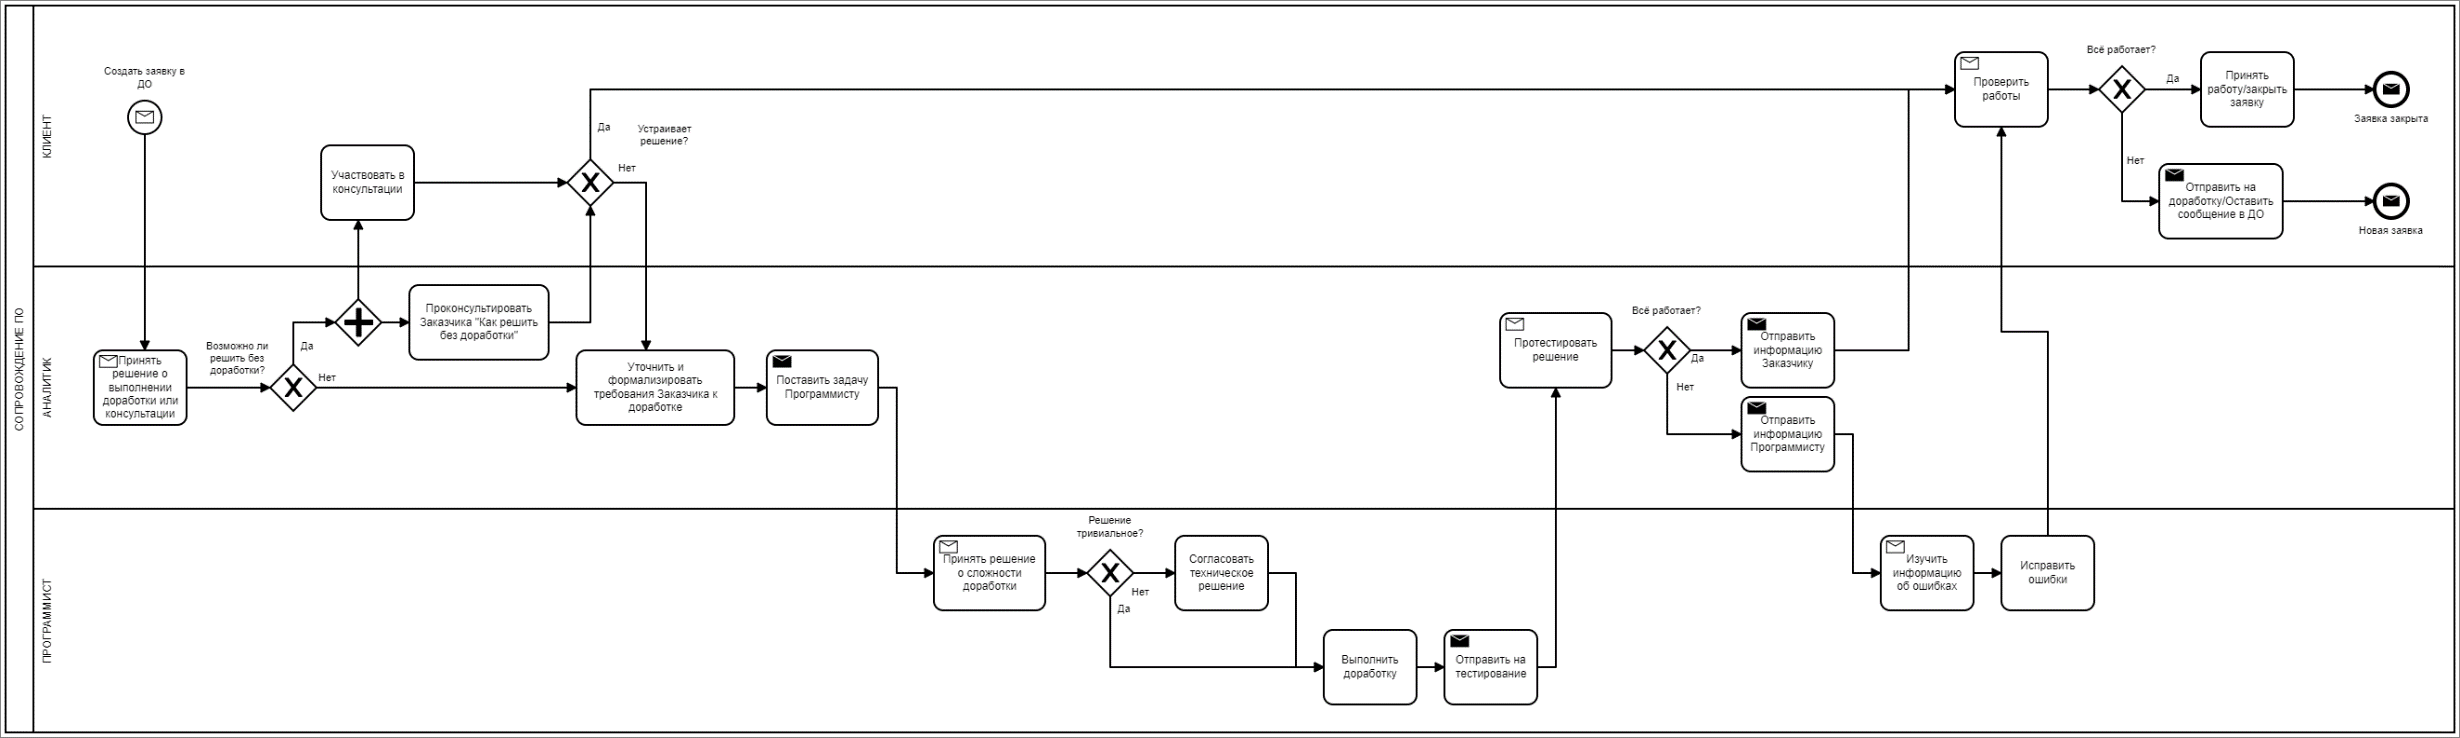 СОПРОВОЖДЕНИЕ ПО
КЛИЕНТ
Создать заявку в
ДО
Участвовать в
консультации
Да
Устраивает
решение?
Нет
Проверить
работы
Всё работает?
Да
Принять
работу/закрыть
заявку
Заявка закрыта
Нет
Отправить на
доработку/Оставить
сообщение в ДО
Новая заявка
АНАЛИТИК
Принять
решение о
выполнении
доработки или
консультации
Возможно ли
решить без
доработки?
Да
Нет
Проконсультировать
Заказчика "Как решить
без доработки"
Уточнить и
формализировать
требования Заказчика к
доработке
Поставить задачу
Программисту
Протестировать
решение
Всё работает?
Да
Нет
Отправить
информацию
Заказчику
Отправить
информацию
Программисту
ПРОГРАММИСТ
Принять решение
о сложности
доработки
Решение
тривиальное?
Нет
Да
Согласовать
техническое
решение
Выполнить
доработку
Отправить на
тестирование
Изучить
информацию
об ошибках
Исправить
ошибки